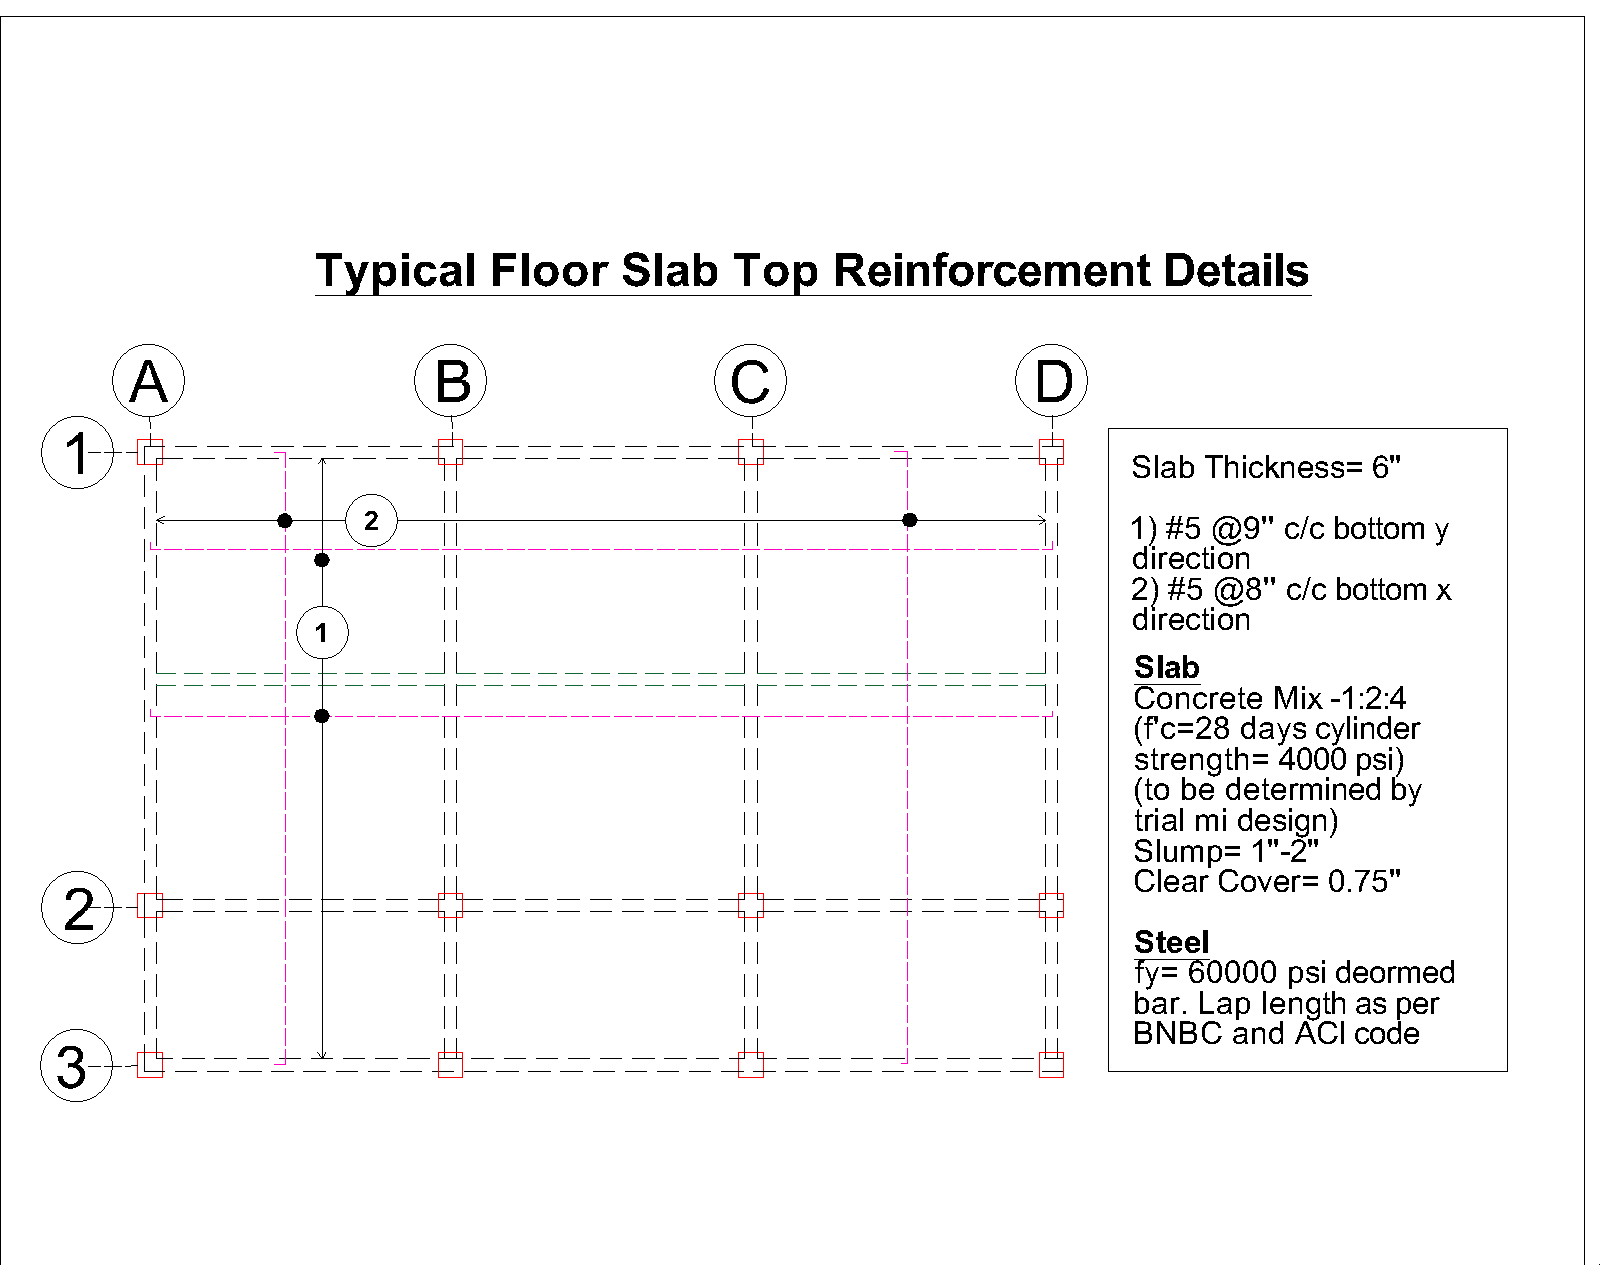 Typical Floor Slab Top Reinforcement Details
A B C D
1
2
1
2
3
Slab Thickness= 6"
1) #5 @9" c/c bottom y
direction
2) #5 @8" c/c bottom x
direction
Slab
Concrete Mix -1:2:4
(f'c=28 days cylinder
strength= 4000 psi)
(to be determined by
trial mi design)
Slump= 1"-2"
Clear Cover= 0.75"
Steel
fy= 60000 psi deormed
bar. Lap length as per
BNBC and ACI code